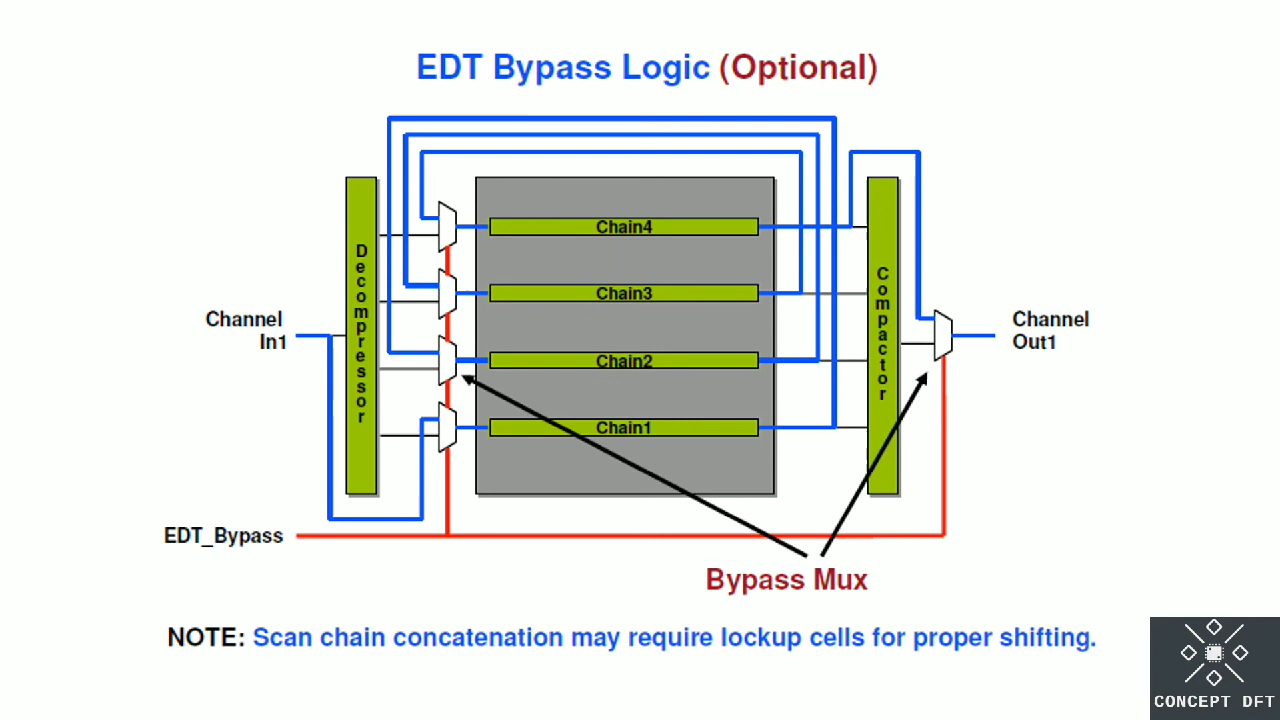 EDT Bypass Logic (Optional)
Decompressor
Chain4
Chain3
Chain2
Chain1
Compactor
Channel
In1
Channel
Out1
EDT_Bypass
Bypass Mux
NOTE: Scan chain concatenation may require lockup cells for proper shifting.
CONCEPT DFT